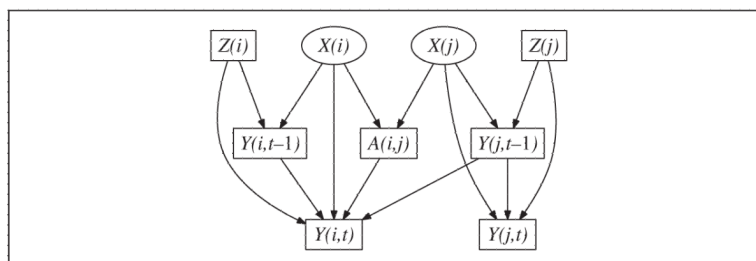 Z(i) X(i) X(j) Z(j)
Y(i,t–1) A(i,j) Y(j,t–1)
Y(i,t) Y(j,t)